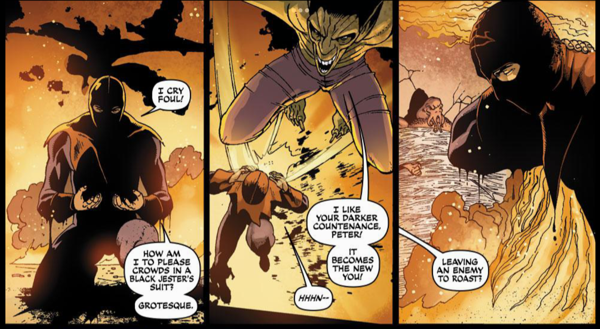 I CRY
FOUL!
HOW AM
I TO PLEASE
CROWDS IN A
BLACK JESTER'S
SUIT?
GROTESQUE.
I LIKE
YOUR DARKER
COUNTENANCE,
PETER!
IT
BECOMES
THE NEW
YOU!
HHHN--
LEAVING
AN ENEMY
TO ROAST?